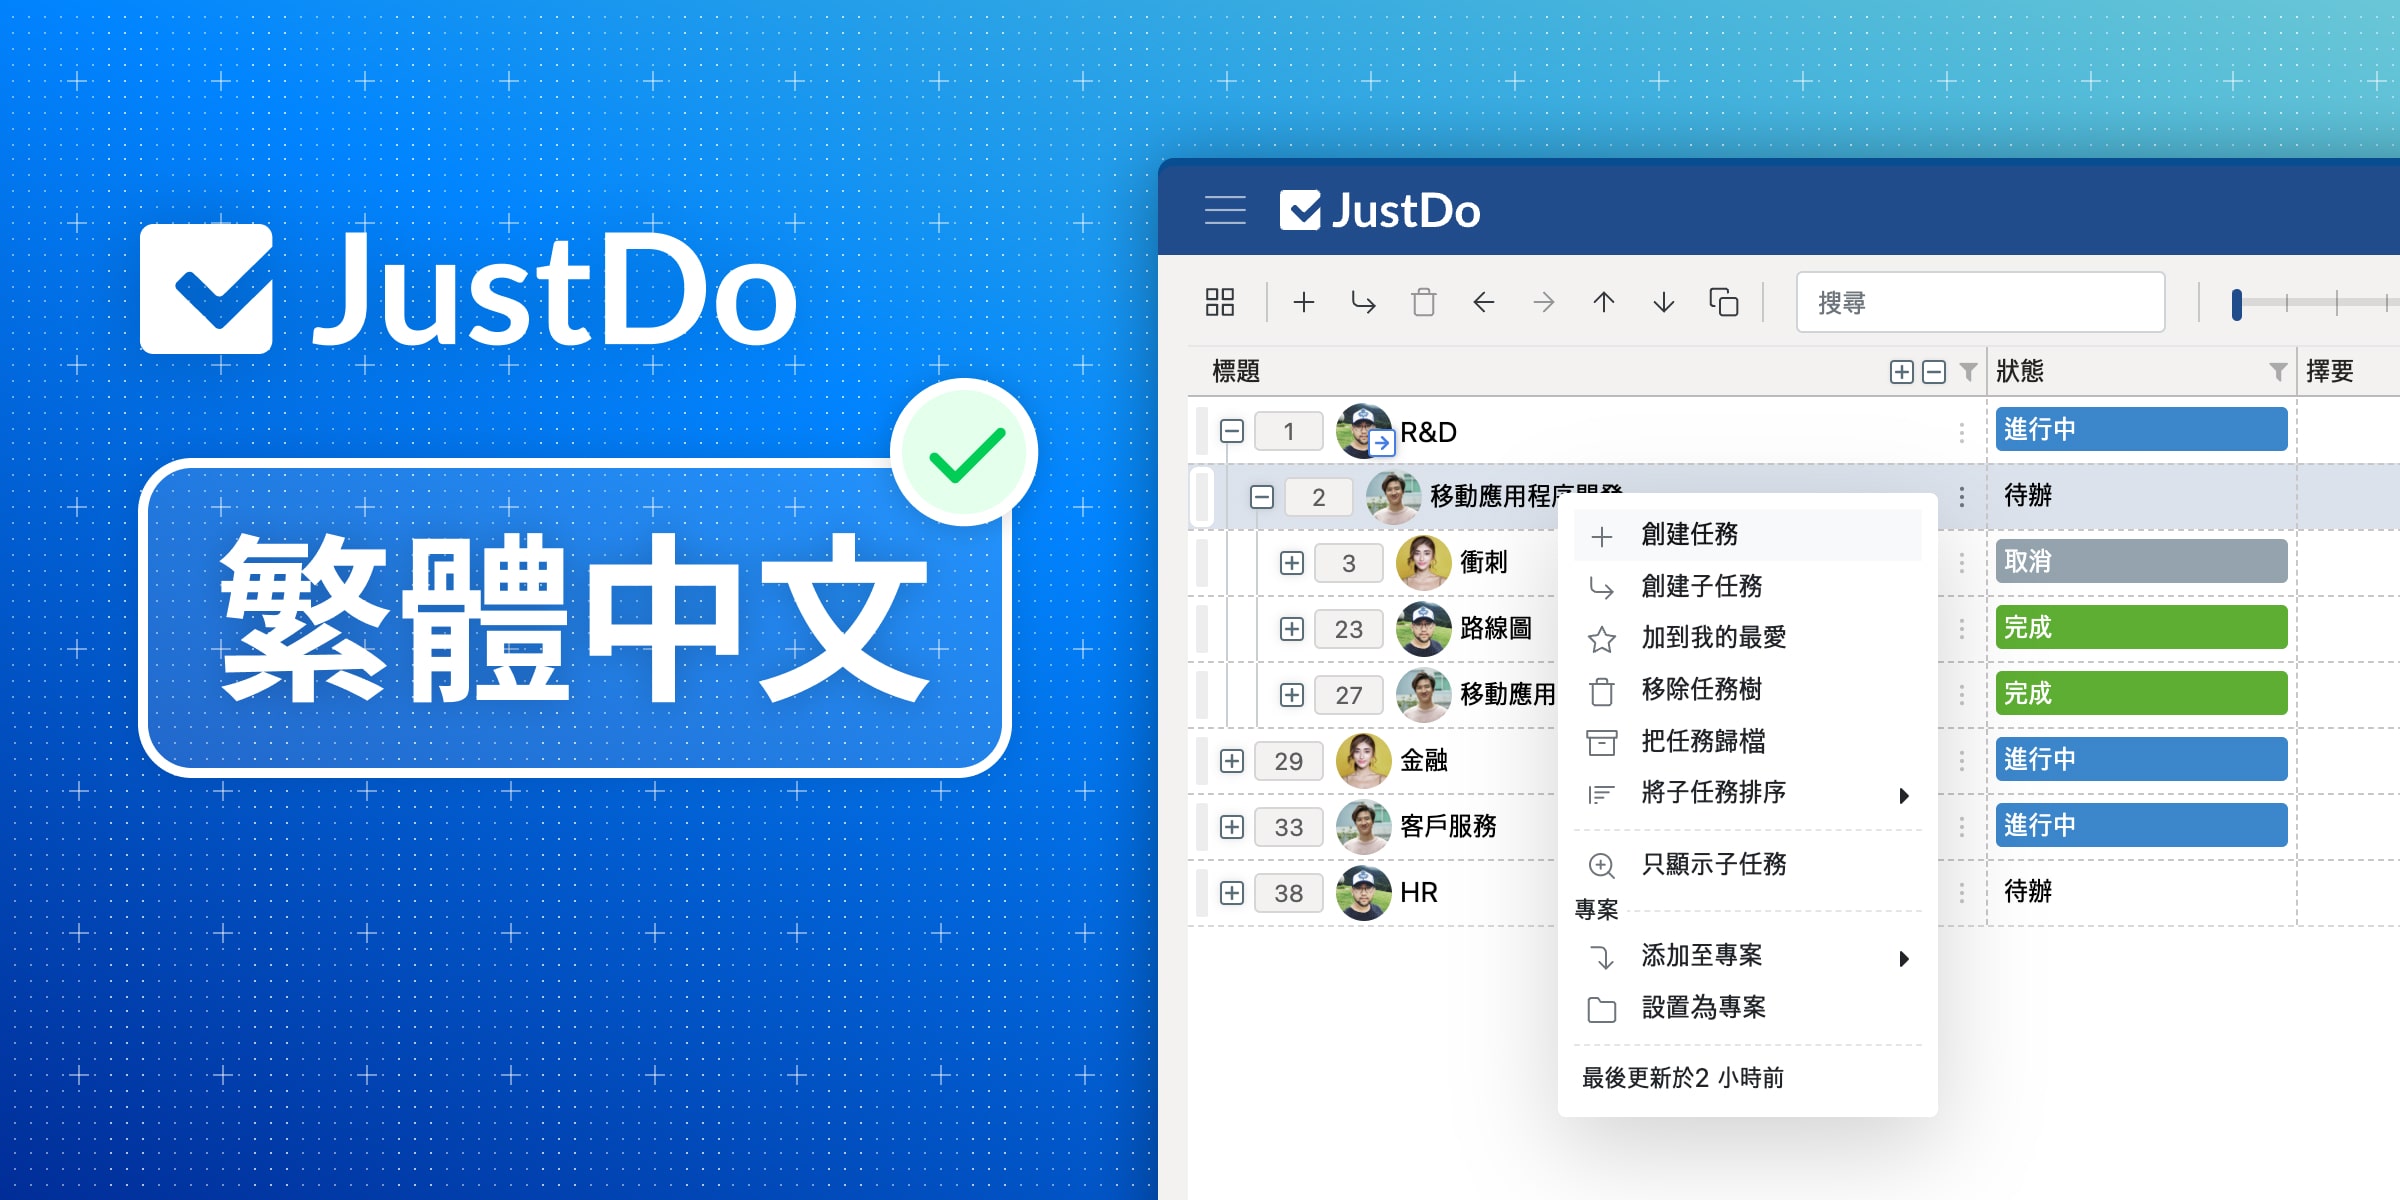 JustDo
繁體中文
JustDo
搜尋
標題 狀態 擇要
1 R&D 進行中
2 移動應用程序開發 待辦
3 衝刺 取消
23 路線圖 完成
27 移動應用 完成
29 金融 進行中
33 客戶服務 進行中
38 HR 待辦
創建任務
創建子任務
加到我的最愛
移除任務樹
把任務歸檔
將子任務排序
只顯示子任務
專案
添加至專案
設置為專案
最後更新於2 小時前